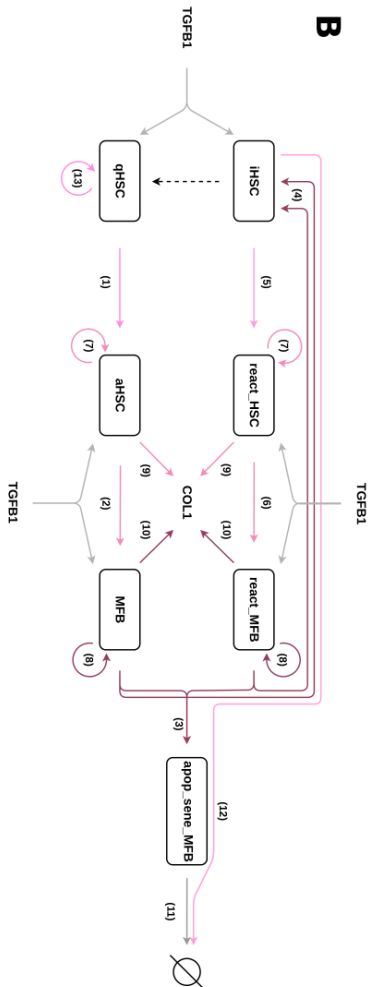 B
TGFB1
iHSC
qHSC
(4)
(13)
(5)
(1)
(7)
react_HSC
aHSC
(7)
(9)
(9)
COL1
TGFB1
(6)
(2)
TGFB1
(10)
(10)
react_MFB
MFB
(8)
(8)
(3)
apop_sene_MFB
(12)
(11)
∅